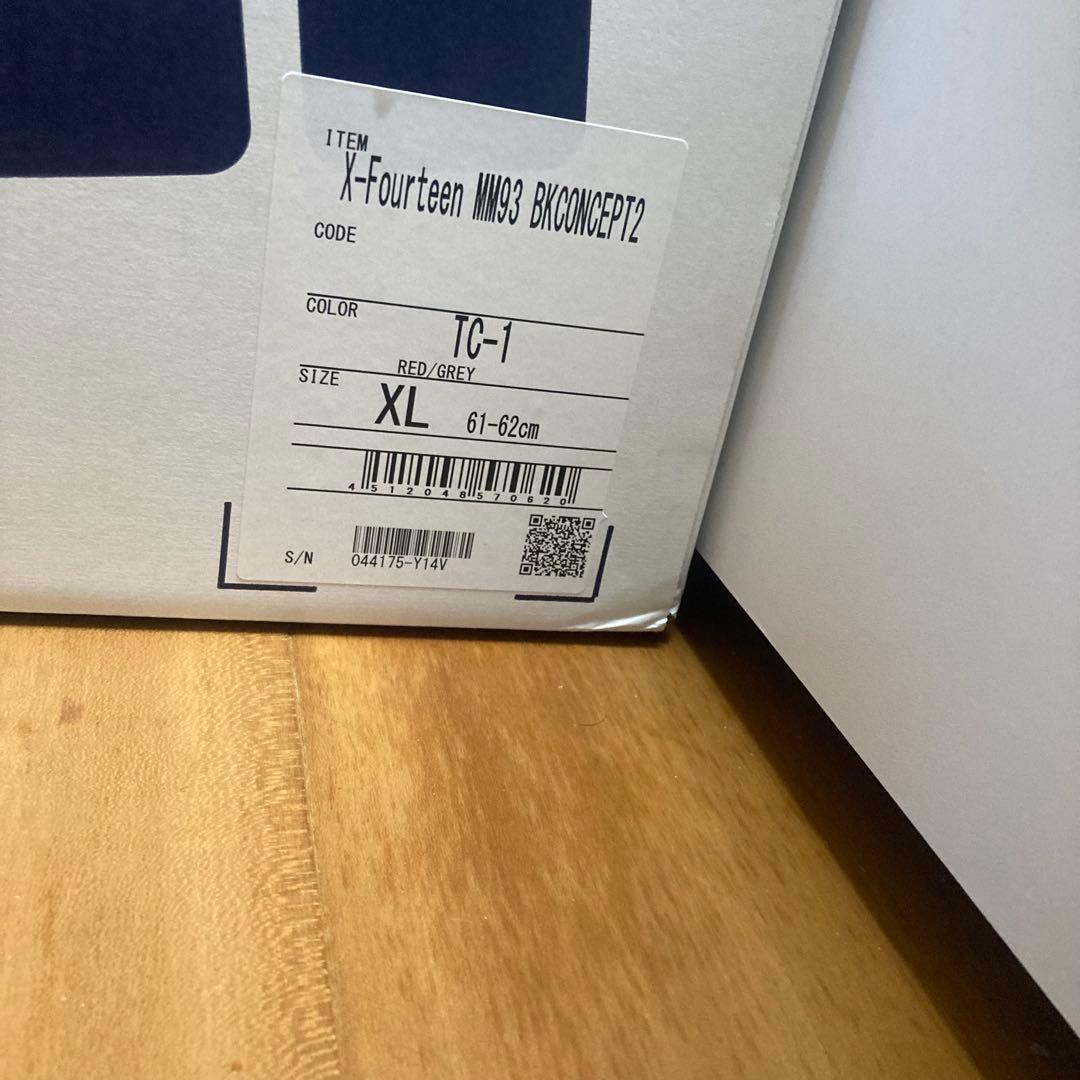 ITEM
X-Fourteen MM93 BKCONCEPT2
CODE
COLOR
TC-1
RED/GREY
SIZE
XL 61-62cm
4512048570620
S/N 044175-Y14V